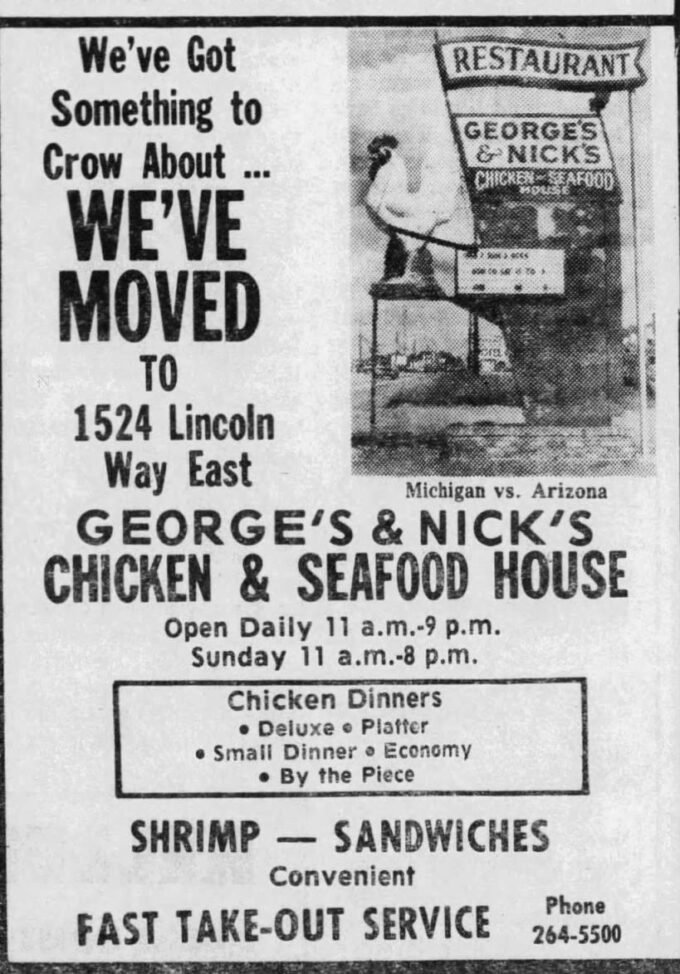 We've Got
Something to
Crow About ...
WE'VE
MOVED
TO
1524 Lincoln
Way East
RESTAURANT
GEORGE'S
& NICK'S
CHICKEN - SEAFOOD
HOUSE
Michigan vs. Arizona
GEORGE'S & NICK'S
CHICKEN & SEAFOOD HOUSE
Open Daily 11 a.m.-9 p.m.
Sunday 11 a.m.-8 p.m.
Chicken Dinners
• Deluxe • Platter
• Small Dinner • Economy
• By the Piece
SHRIMP — SANDWICHES
Convenient
FAST TAKE-OUT SERVICE
Phone
264-5500